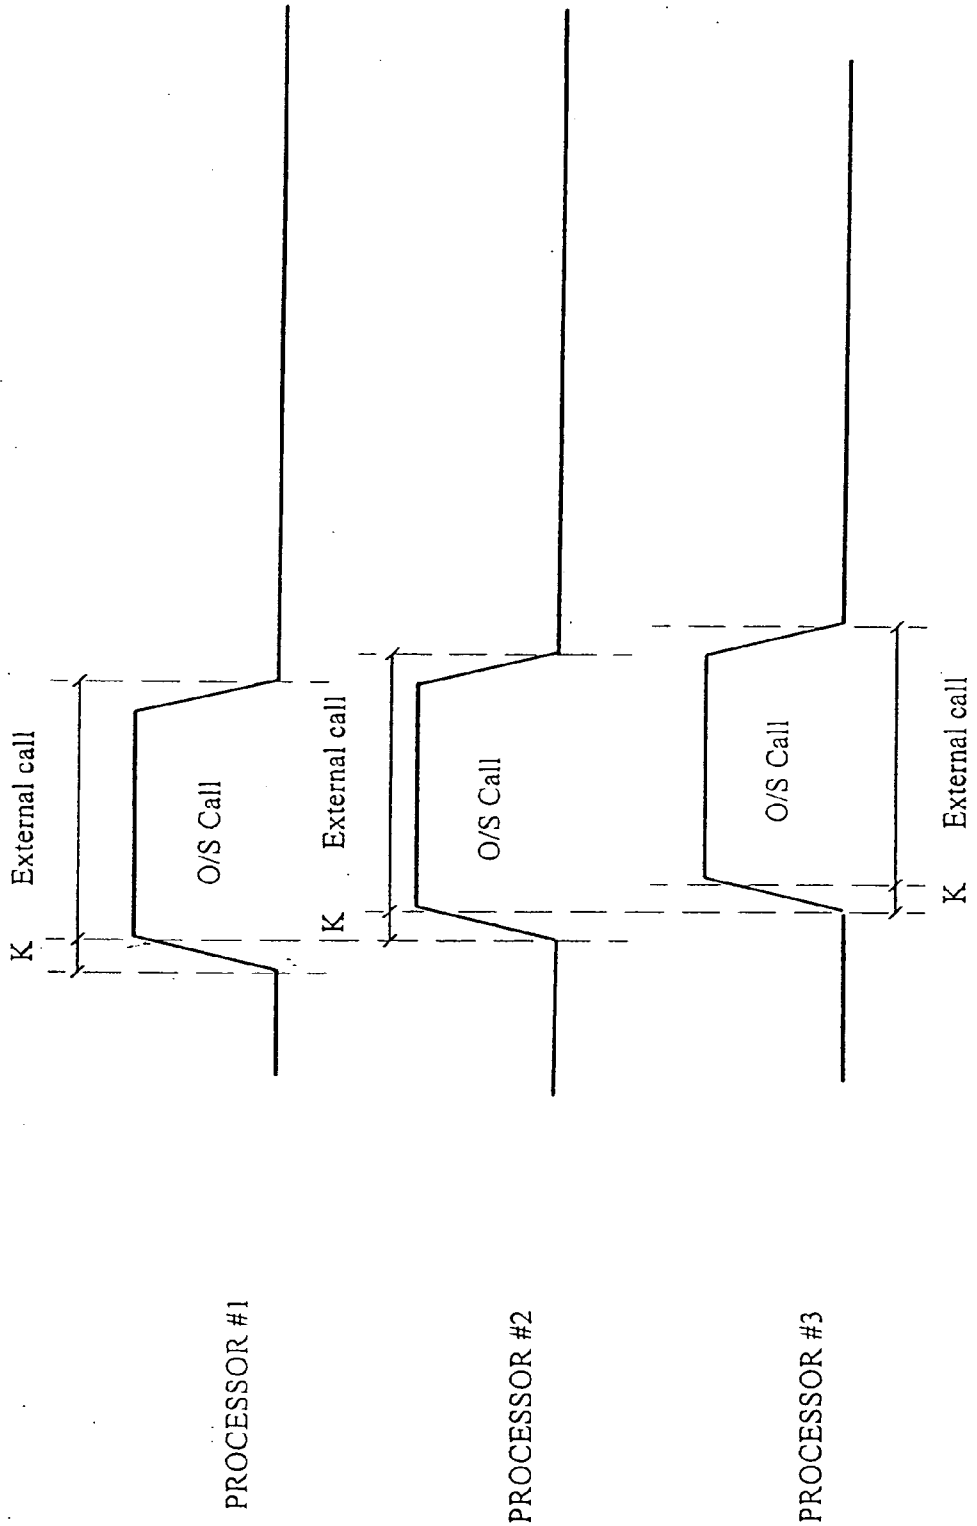 K External call
O/S Call
PROCESSOR #1
K External call
O/S Call
PROCESSOR #2
O/S Call
PROCESSOR #3
K External call